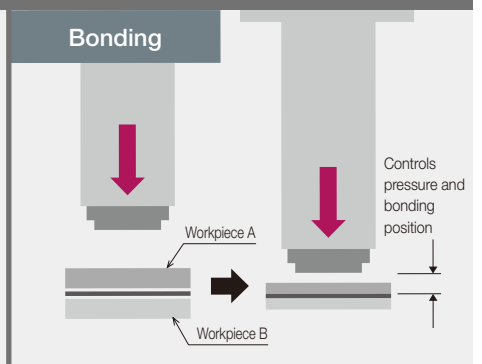 Bonding
Controls
pressure and
bonding
position
Workpiece A
Workpiece B